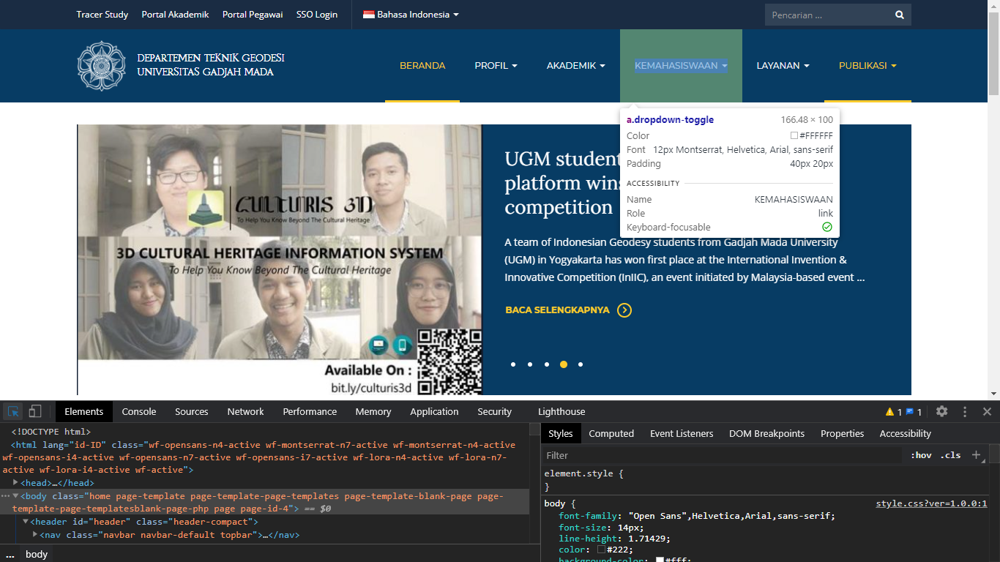 Tracer Study Portal Akademik Portal Pegawai SSO Login Bahasa Indonesia Pencarian ...
DEPARTEMEN TEKNIK GEODESI
UNIVERSITAS GADJAH MADA
BERANDA PROFIL AKADEMIK KEMAHASISWAAN LAYANAN PUBLIKASI
a.dropdown-toggle 166.48 × 100
Color #FFFFFF
Font 12px Montserrat, Helvetica, Arial, sans-serif
Padding 40px 20px
ACCESSIBILITY
Name KEMAHASISWAAN
Role link
Keyboard-focusable
CULTURIS 3D
To Help You Know Beyond The Cultural Heritage
3D CULTURAL HERITAGE INFORMATION SYSTEM
To Help You Know Beyond The Cultural Heritage
Available On :
bit.ly/culturis3d
UGM student
platform wins
competition
A team of Indonesian Geodesy students from Gadjah Mada University
(UGM) in Yogyakarta has won first place at the International Invention &
Innovative Competition (InIIC), an event initiated by Malaysia-based event ...
BACA SELENGKAPNYA
Elements Console Sources Network Performance Memory Application Security Lighthouse 1 1
<!DOCTYPE html>
<html lang="id-ID" class="wf-opensans-n4-active wf-montserrat-n7-active wf-montserrat-n4-active
wf-opensans-i4-active wf-opensans-n7-active wf-opensans-i7-active wf-lora-n4-active wf-lora-n7-
active wf-lora-i4-active wf-active">
<head>…</head>
<body class="home page-template page-template-page-templates page-template-blank-page page-
template-page-templatesblank-page-php page page-id-4"> == $0
<header id="header" class="header-compact">
<nav class="navbar navbar-default topbar">…</nav>
... body
Styles Computed Event Listeners DOM Breakpoints Properties Accessibility
Filter :hov .cls +
element.style {
}
body { style.css?ver=1.0.0:1
font-family: "Open Sans",Helvetica,Arial,sans-serif;
font-size: 14px;
line-height: 1.71429;
color: #222;
background-color: #fff;